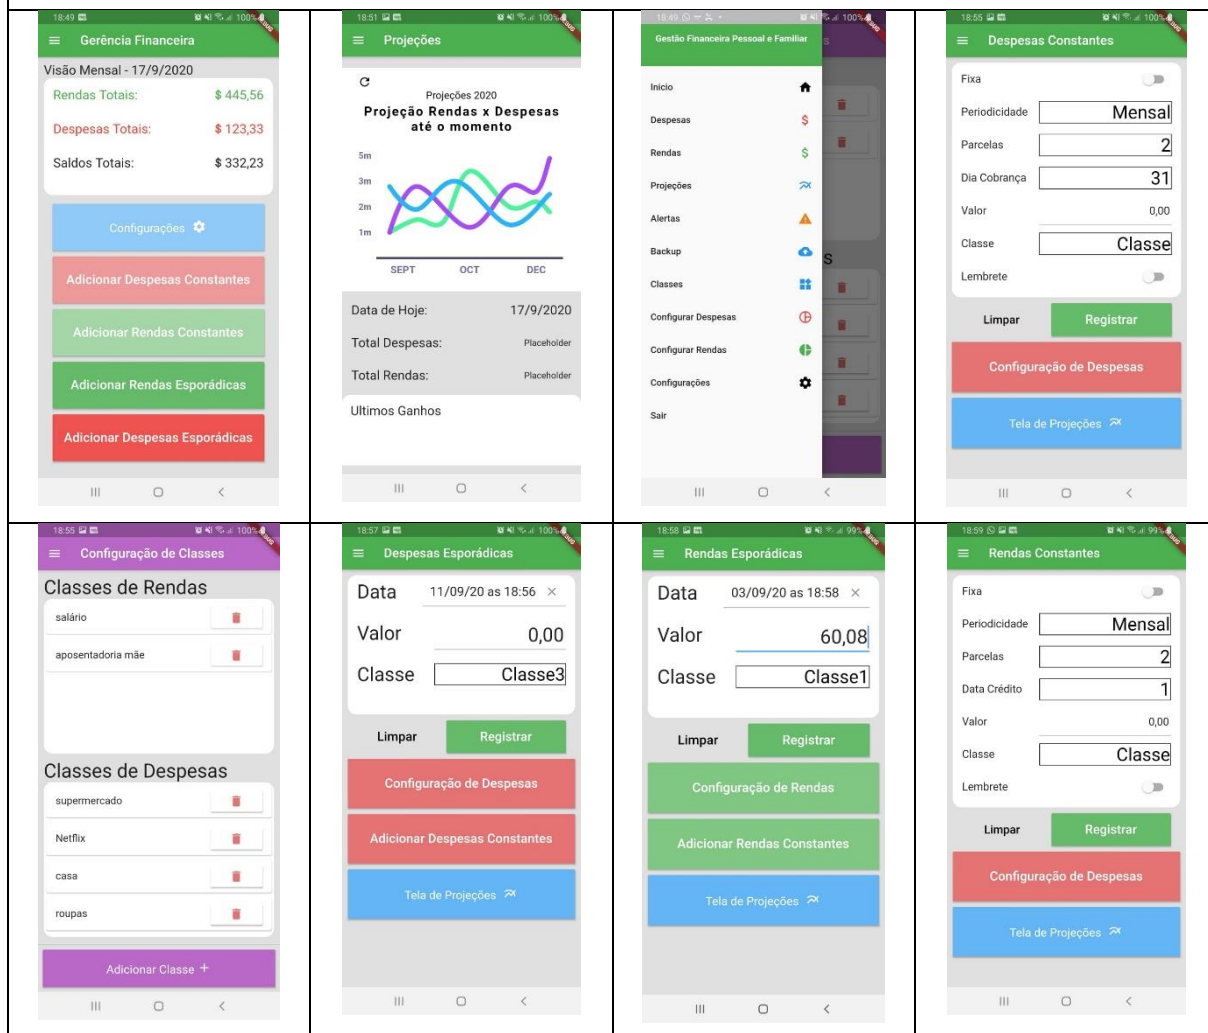 18:49
100%
Gerência Financeira
Visão Mensal - 17/9/2020
Rendas Totais: $ 445,56
Despesas Totais: $ 123,33
Saldos Totais: $ 332,23
Configurações
Adicionar Despesas Constantes
Adicionar Rendas Constantes
Adicionar Rendas Esporádicas
Adicionar Despesas Esporádicas
18:51
100%
Projeções
Projeções 2020
Projeção Rendas x Despesas
até o momento
5m
3m
2m
1m
SEPT OCT DEC
Data de Hoje: 17/9/2020
Total Despesas: Placeholder
Total Rendas: Placeholder
Ultimos Ganhos
18:49
100%
Gestão Financeira Pessoal e Familiar
s
Inicio
Despesas
Rendas
Projeções
Alertas
Backup
s
Classes
Configurar Despesas
Configurar Rendas
Configurações
Sair
18:55
100%
Despesas Constantes
Fixa
Periodicidade Mensal
Parcelas 2
Dia Cobrança 31
Valor 0,00
Classe Classe
Lembrete
Limpar Registrar
Configuração de Despesas
Tela de Projeções
18:55
100%
Configuração de Classes
Classes de Rendas
salário
aposentadoria mãe
Classes de Despesas
supermercado
Netflix
casa
roupas
Adicionar Classe +
18:57
100%
Despesas Esporádicas
Data 11/09/20 as 18:56 ×
Valor 0,00
Classe Classe3
Limpar Registrar
Configuração de Despesas
Adicionar Despesas Constantes
Tela de Projeções
18:58
99%
Rendas Esporádicas
Data 03/09/20 as 18:58 ×
Valor 60,08
Classe Classe1
Limpar Registrar
Configuração de Rendas
Adicionar Rendas Constantes
Tela de Projeções
18:59
99%
Rendas Constantes
Fixa
Periodicidade Mensal
Parcelas 2
Data Crédito 1
Valor 0,00
Classe Classe
Lembrete
Limpar Registrar
Configuração de Despesas
Tela de Projeções